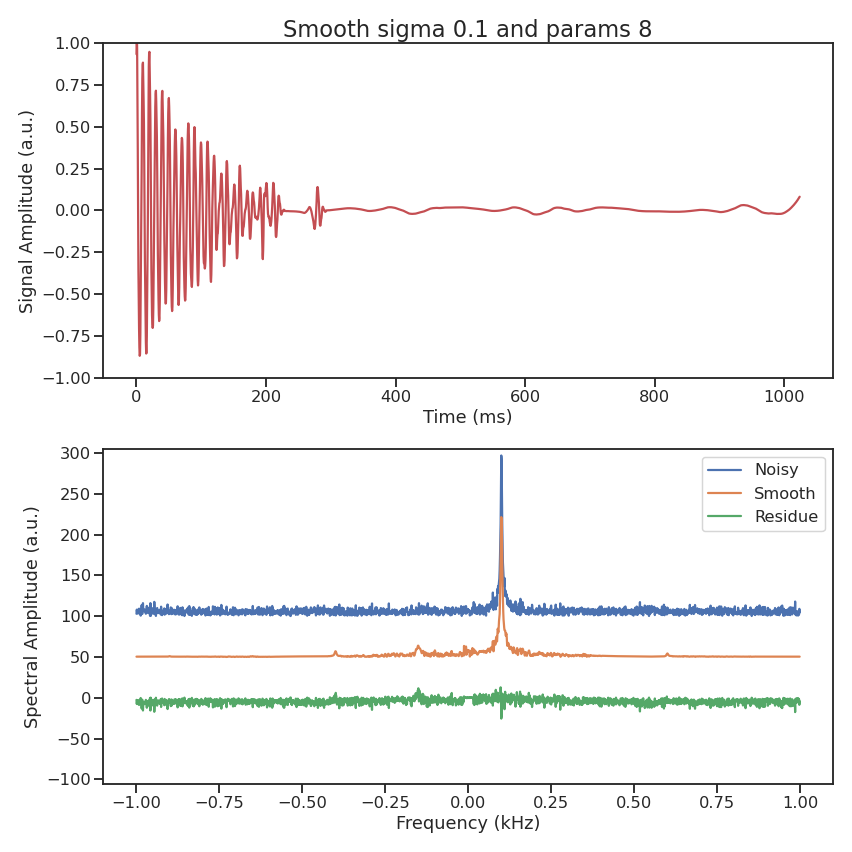 Smooth sigma 0.1 and params 8
1.00
0.75
0.50
0.25
0.00
−0.25
−0.50
−0.75
−1.00
Signal Amplitude (a.u.)
0 200 400 600 800 1000
Time (ms)
300
250
200
150
100
50
0
−50
−100
Spectral Amplitude (a.u.)
Noisy
Smooth
Residue
−1.00 −0.75 −0.50 −0.25 0.00 0.25 0.50 0.75 1.00
Frequency (kHz)